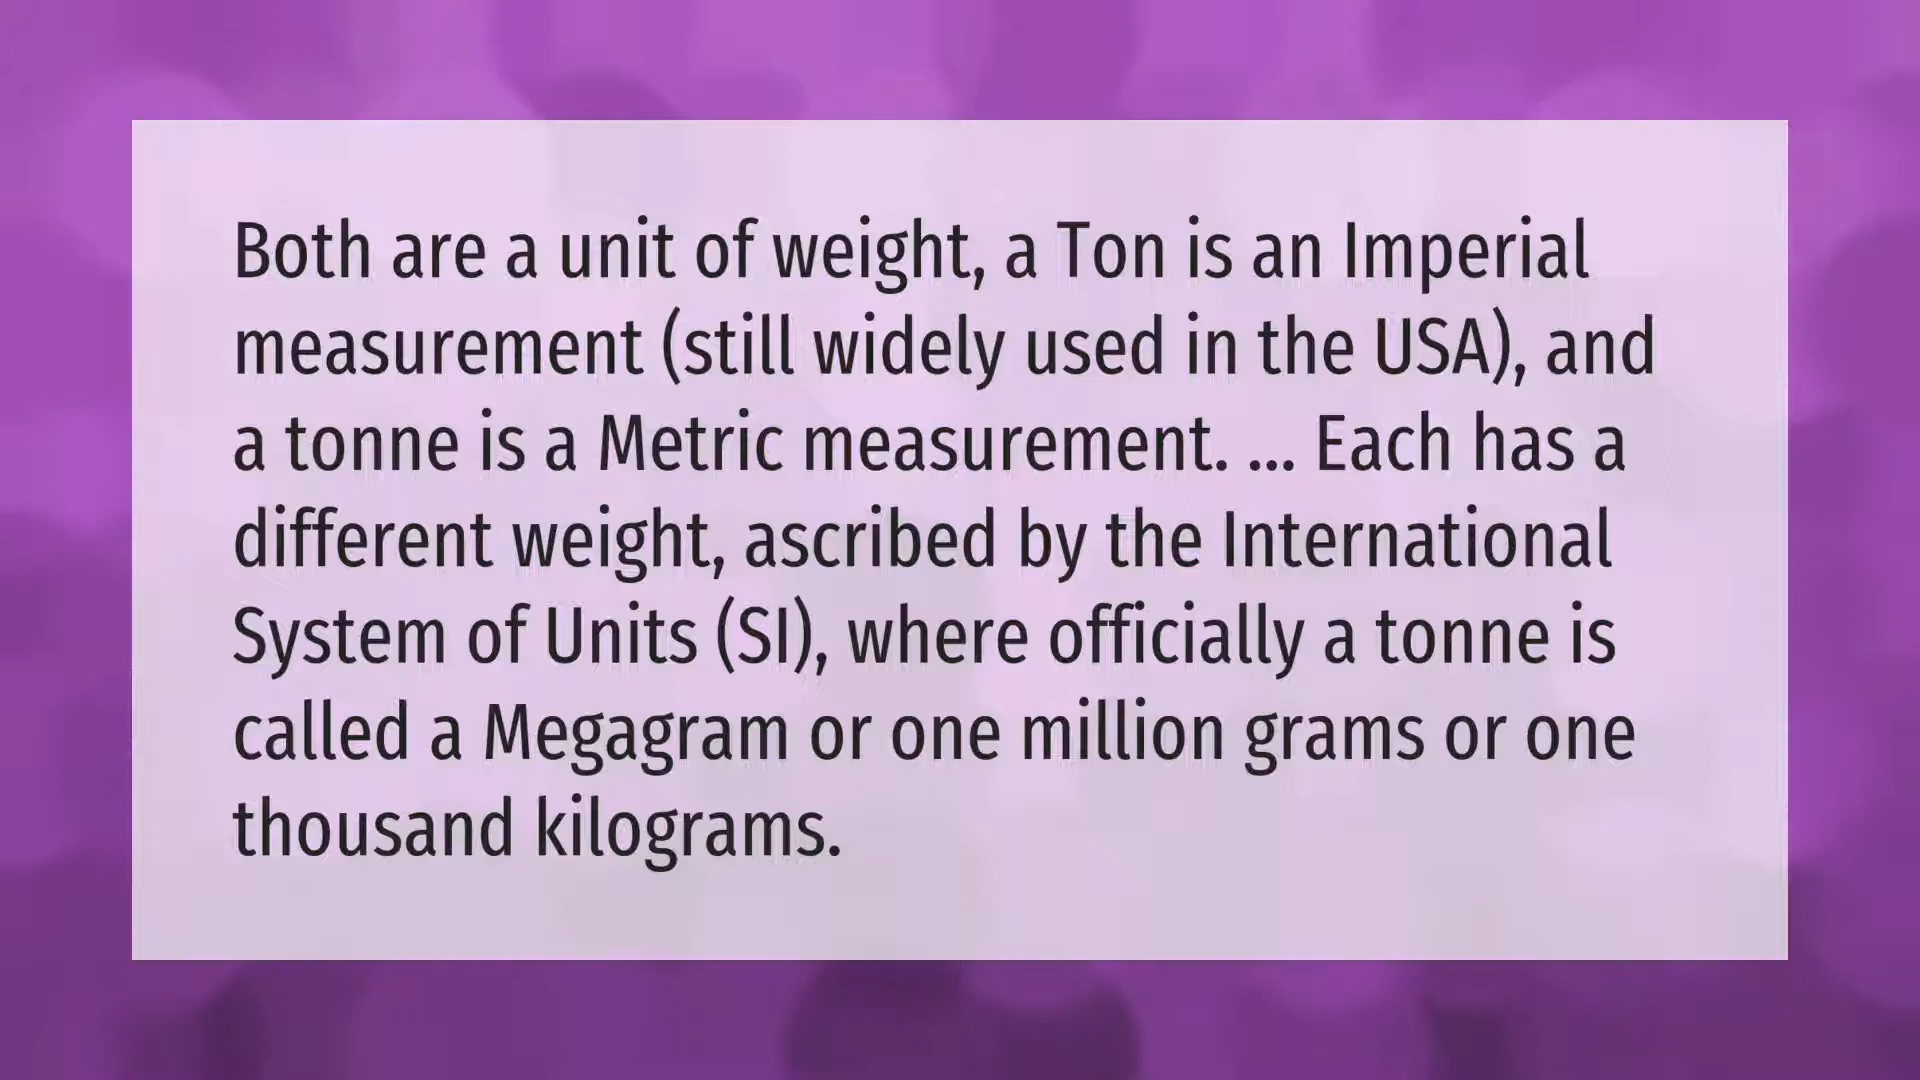 Both are a unit of weight, a Ton is an Imperial
measurement (still widely used in the USA), and
a tonne is a Metric measurement. ... Each has a
different weight, ascribed by the International
System of Units (SI), where officially a tonne is
called a Megagram or one million grams or one
thousand kilograms.